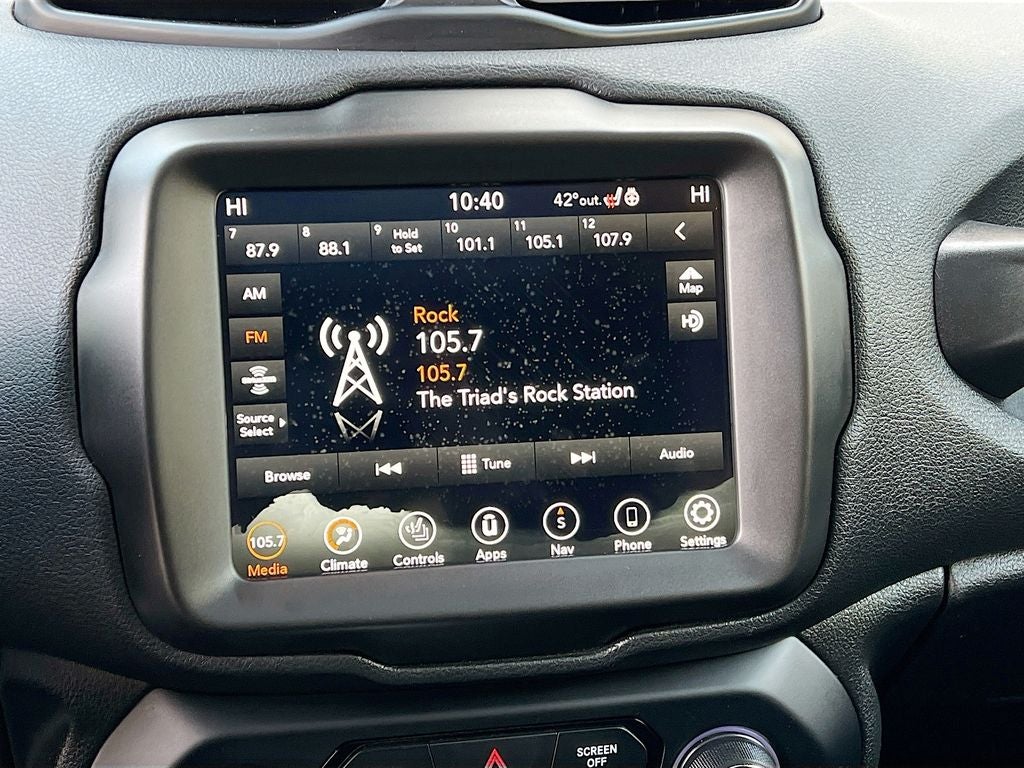 HI 10:40 42°out. HI
7 87.9 8 88.1 9 Hold to Set 10 101.1 11 105.1 12 107.9
AM
Map
FM
HD
Rock
105.7
105.7
The Triad's Rock Station
Source
Select
Browse Tune Audio
105.7 S
Media Climate Controls Apps Nav Phone Settings
SCREEN
OFF